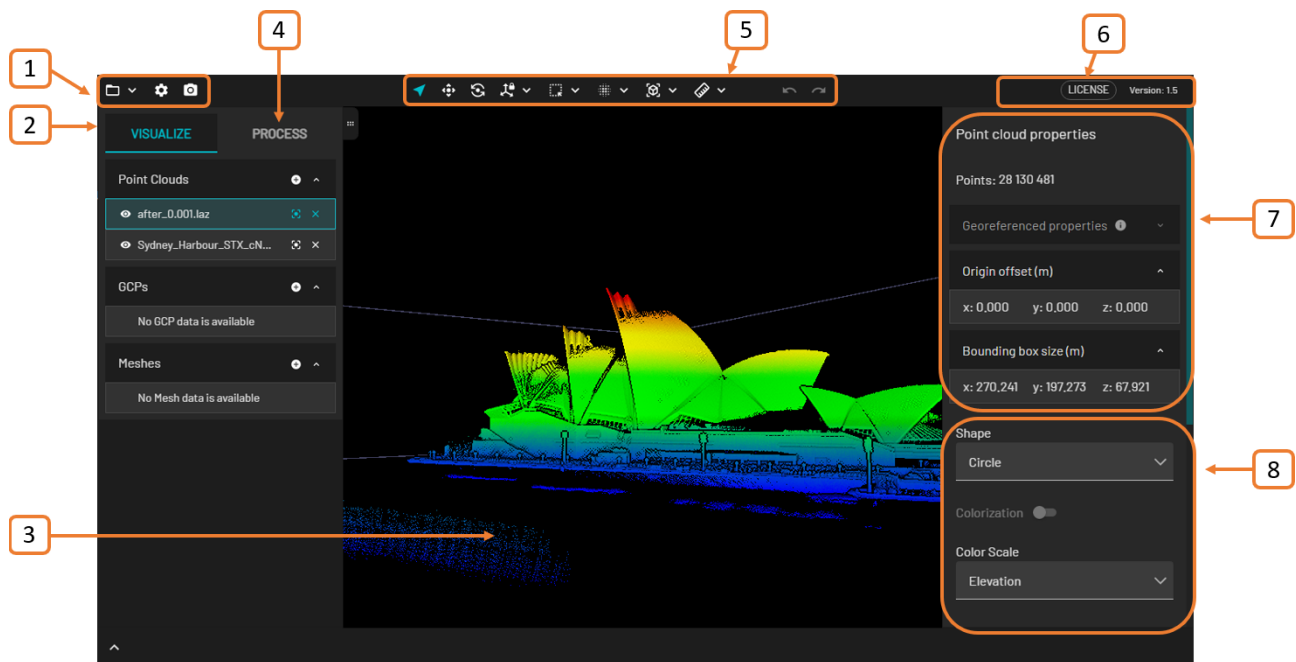 4
5
6
1
LICENSE Version: 1.5
2
VISUALIZE PROCESS
Point cloud properties
Point Clouds
Points: 28 130 481
after_0.001.laz
Sydney_Harbour_STX_cN...
7
Georeferenced properties
Origin offset (m)
GCPs
x: 0,000 y: 0,000 z: 0,000
No GCP data is available
Bounding box size (m)
Meshes
x: 270,241 y: 197,273 z: 67,921
No Mesh data is available
Shape
Circle
8
Colorization
3
Color Scale
Elevation